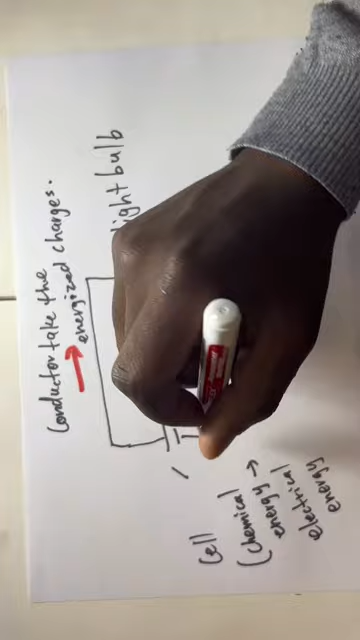 Conductor take the
energized charges.
light bulb
Cell
(Chemical
energy →
electrical
energy